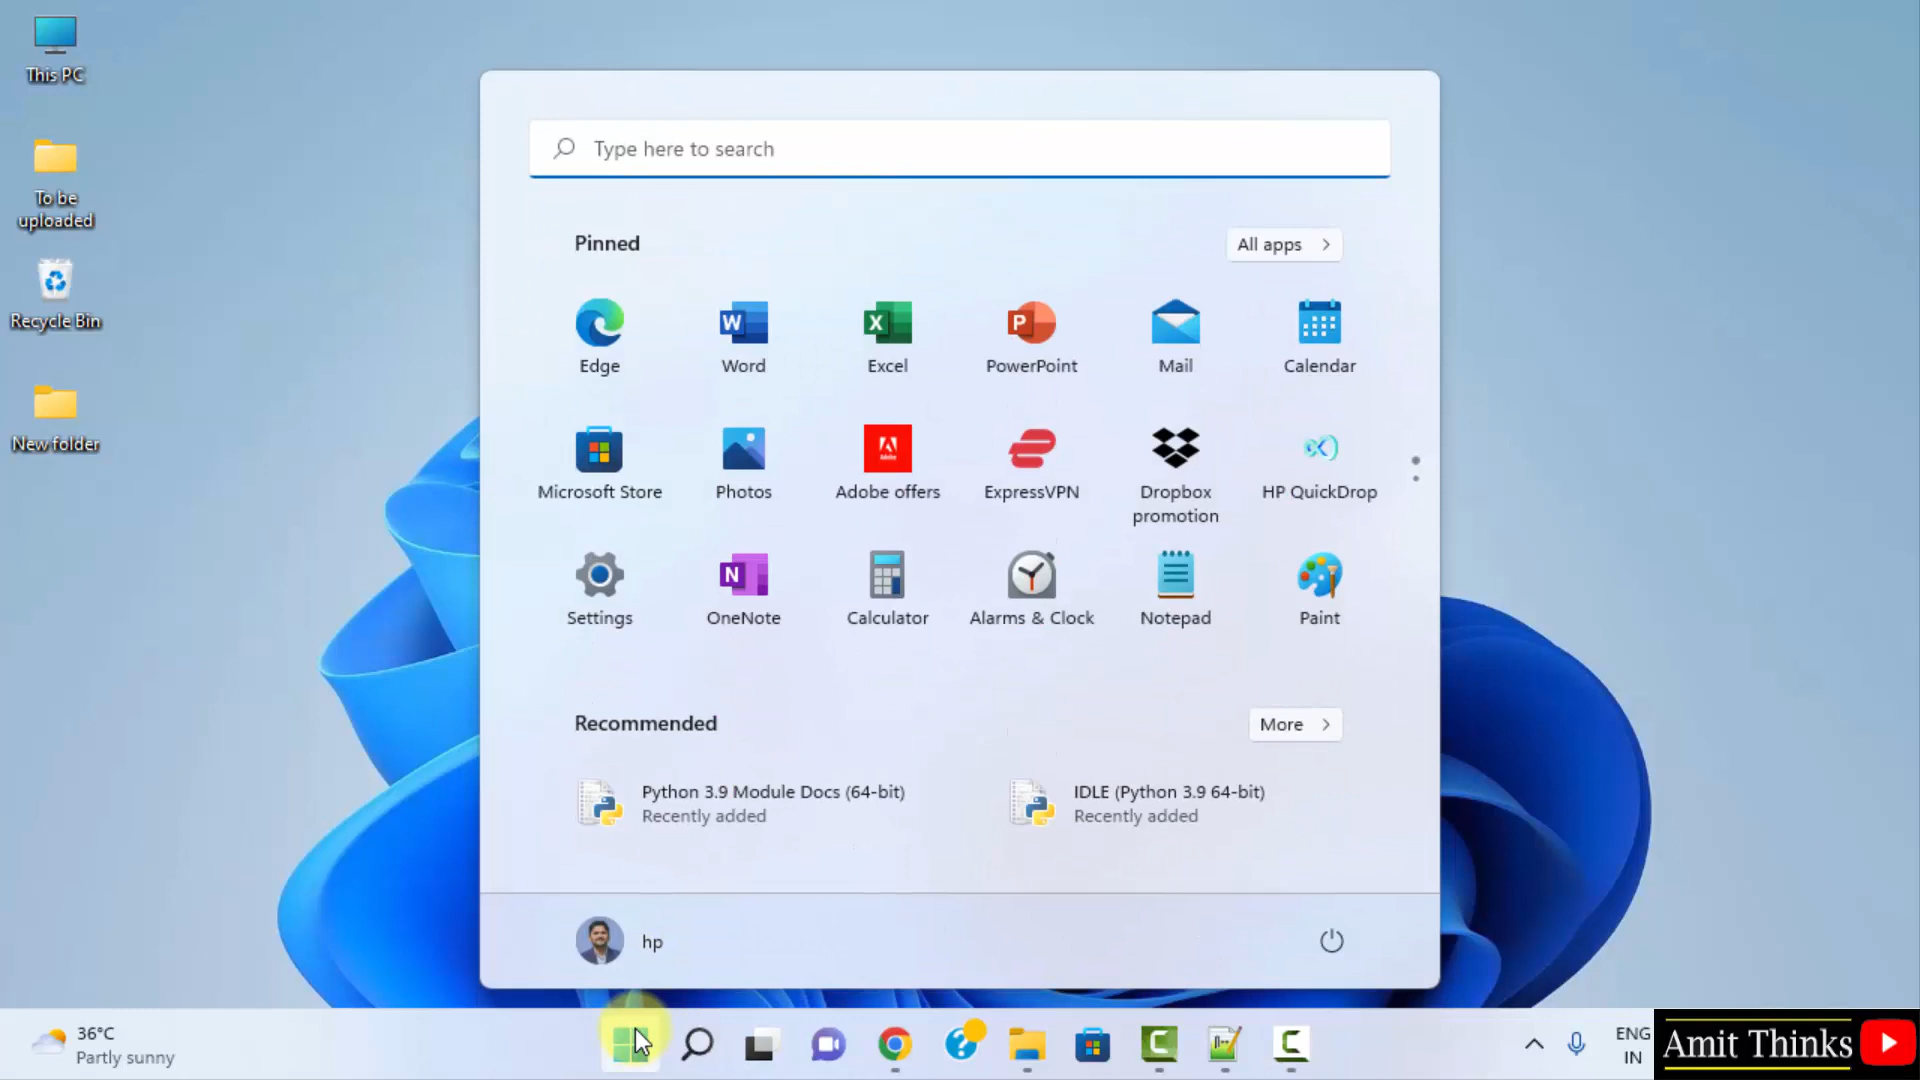 This PC
To be
uploaded
Recycle Bin
New folder
Type here to search
Pinned
All apps
Edge
Word
Excel
PowerPoint
Mail
Calendar
Microsoft Store
Photos
Adobe offers
ExpressVPN
Dropbox
promotion
HP QuickDrop
Settings
OneNote
Calculator
Alarms & Clock
Notepad
Paint
Recommended
More
Python 3.9 Module Docs (64-bit)
Recently added
IDLE (Python 3.9 64-bit)
Recently added
hp
36°C
Partly sunny
ENG
IN
Amit Thinks